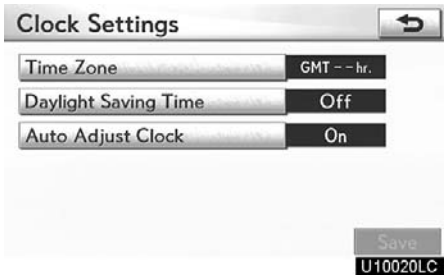 Clock Settings
Time Zone GMT - - hr.
Daylight Saving Time Off
Auto Adjust Clock On
Save
U10020LC